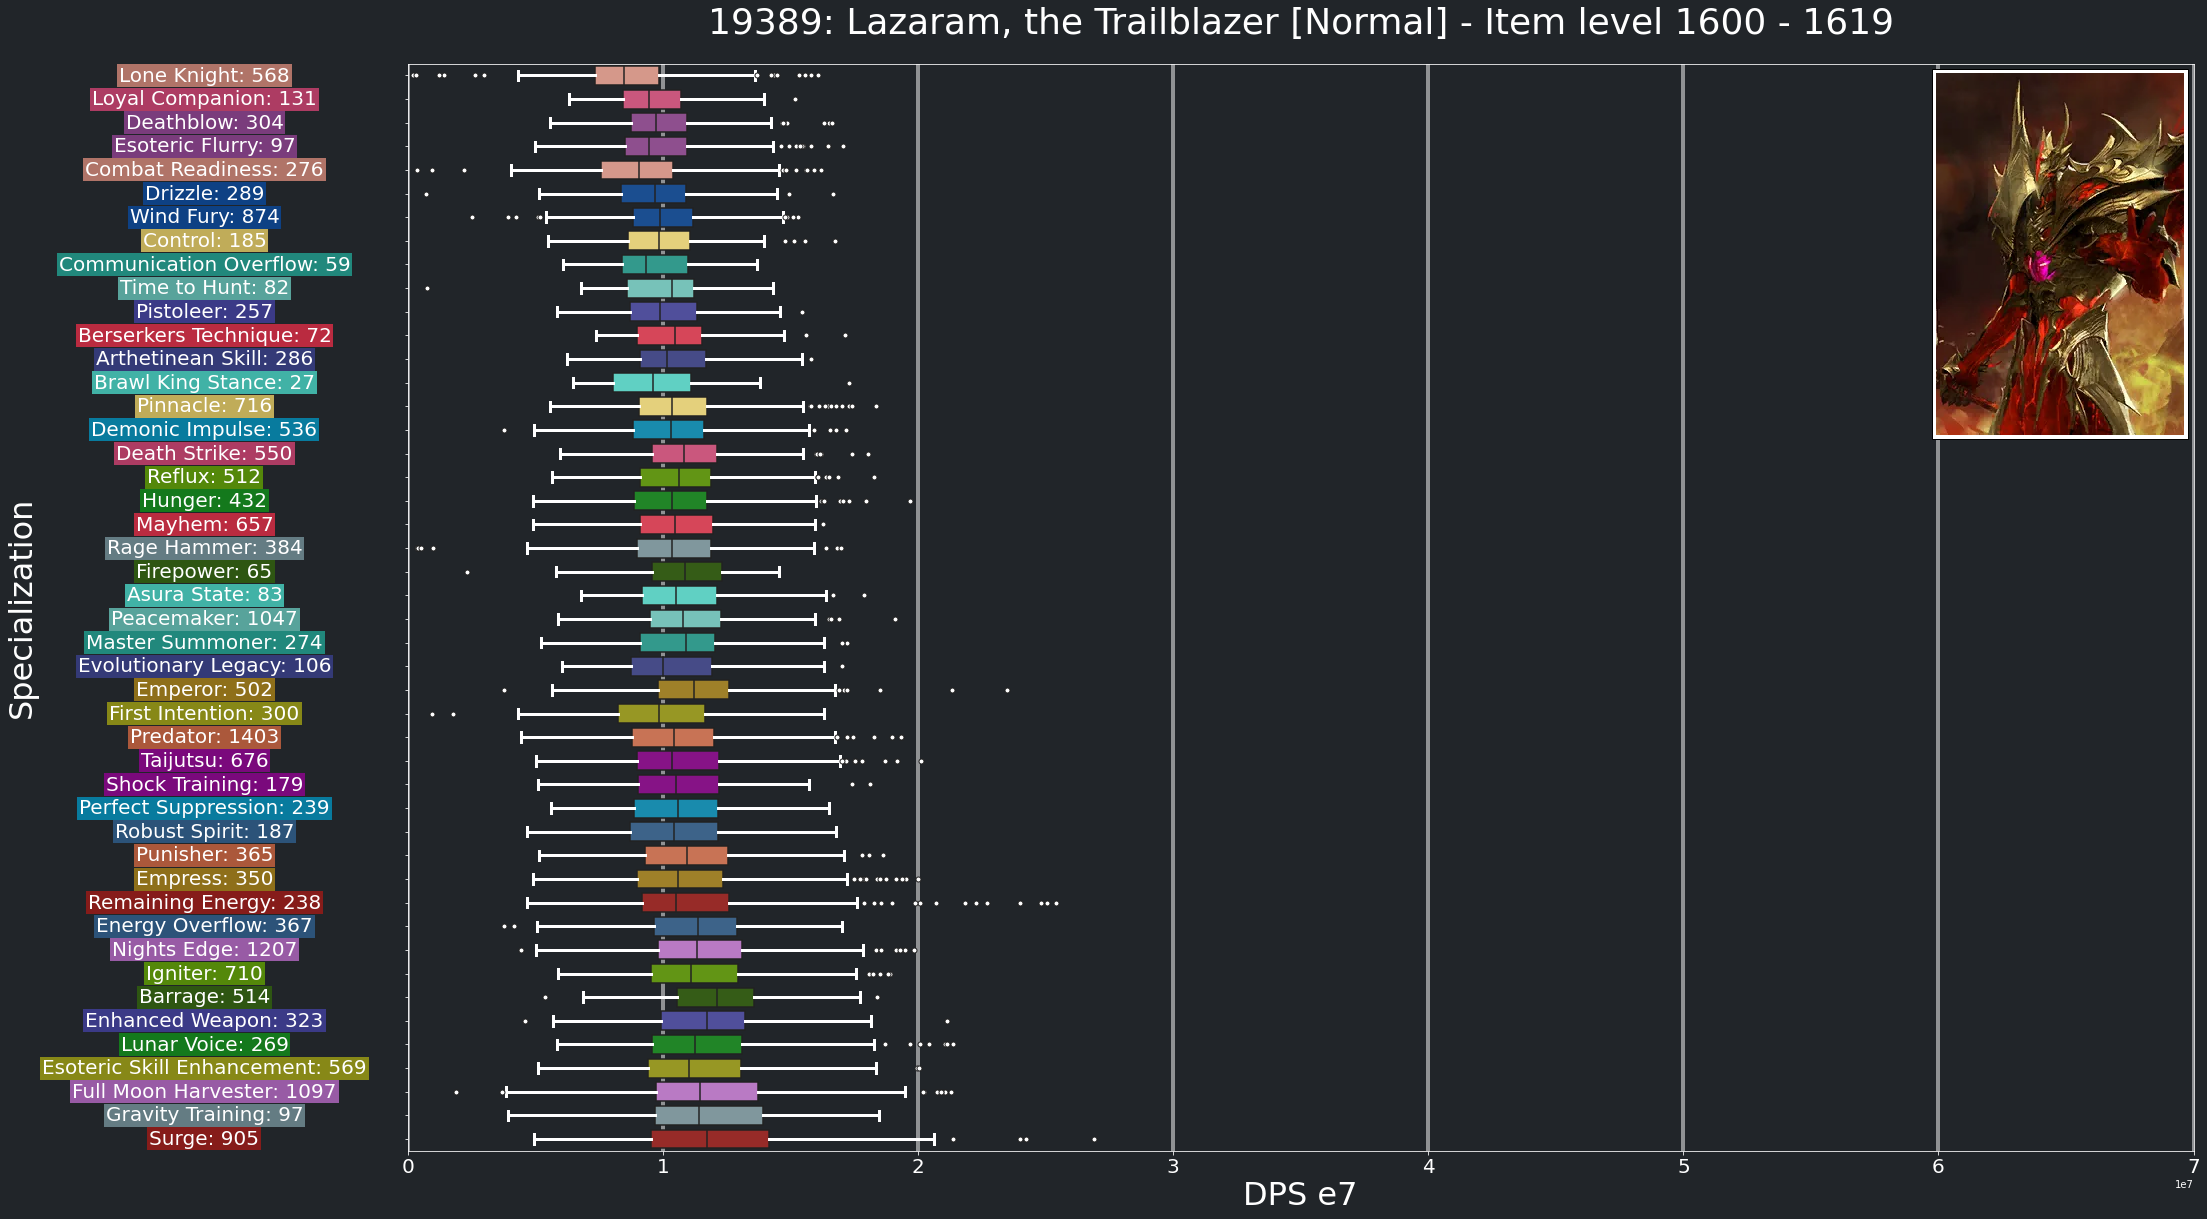 19389: Lazaram, the Trailblazer [Normal] - Item level 1600 - 1619
Specialization
Lone Knight: 568
Loyal Companion: 131
Deathblow: 304
Esoteric Flurry: 97
Combat Readiness: 276
Drizzle: 289
Wind Fury: 874
Control: 185
Communication Overflow: 59
Time to Hunt: 82
Pistoleer: 257
Berserkers Technique: 72
Arthetinean Skill: 286
Brawl King Stance: 27
Pinnacle: 716
Demonic Impulse: 536
Death Strike: 550
Reflux: 512
Hunger: 432
Mayhem: 657
Rage Hammer: 384
Firepower: 65
Asura State: 83
Peacemaker: 1047
Master Summoner: 274
Evolutionary Legacy: 106
Emperor: 502
First Intention: 300
Predator: 1403
Taijutsu: 676
Shock Training: 179
Perfect Suppression: 239
Robust Spirit: 187
Punisher: 365
Empress: 350
Remaining Energy: 238
Energy Overflow: 367
Nights Edge: 1207
Igniter: 710
Barrage: 514
Enhanced Weapon: 323
Lunar Voice: 269
Esoteric Skill Enhancement: 569
Full Moon Harvester: 1097
Gravity Training: 97
Surge: 905
0 1 2 3 4 5 6 7
1e7
DPS e7